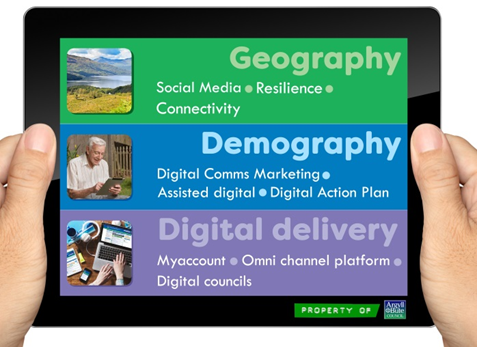 Geography
Social Media • Resilience •
Connectivity
Demography
Digital Comms Marketing •
Assisted digital • Digital Action Plan
Digital delivery
Myaccount • Omni channel platform •
Digital councils
PROPERTY OF
Argyll
&Bute
COUNCIL